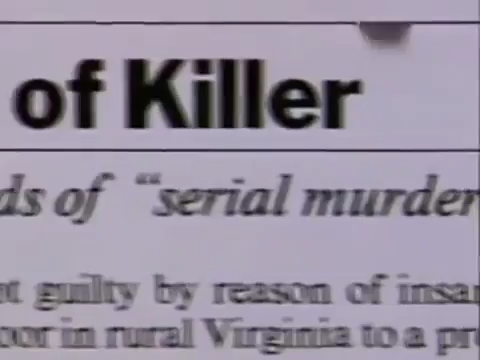 of Killer
ds of “serial murder
t guilty by reason of insa
oor in rural Virginia to a pr